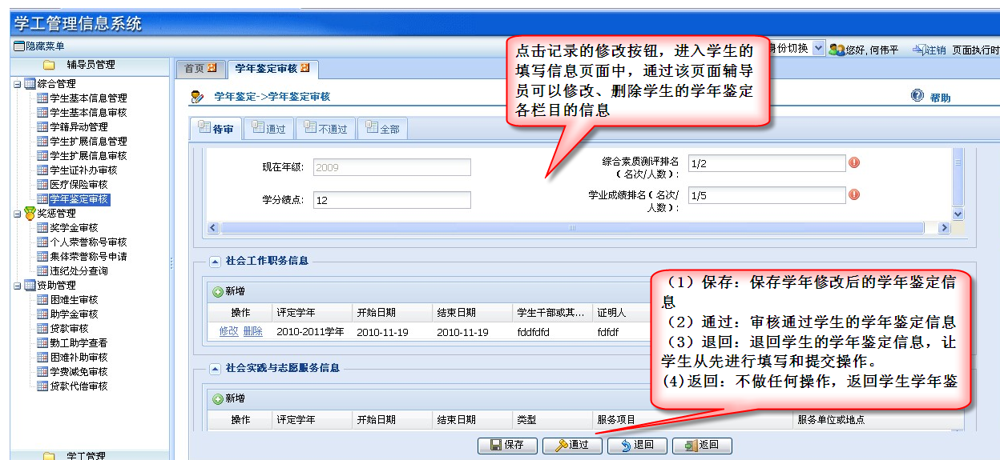 学工管理信息系统
隐藏菜单
身份切换
您好,何伟平
注销
页面执行时
辅导员管理
综合管理
学生基本信息管理
学生基本信息审核
学籍异动管理
学生扩展信息管理
学生扩展信息审核
学生证补办审核
医疗保险审核
学年鉴定审核
奖惩管理
奖学金审核
个人荣誉称号审核
集体荣誉称号申请
违纪处分查询
资助管理
困难生审核
助学金审核
贷款审核
勤工助学查看
困难补助审核
学费减免审核
贷款代偿审核
学工管理
首页
学年鉴定审核
学年鉴定->学年鉴定审核
帮助
待审
通过
不通过
全部
点击记录的修改按钮，进入学生的
填写信息页面中，通过该页面辅导
员可以修改、删除学生的学年鉴定
各栏目的信息
现在年级: 2009
综合素质测评排名
(名次/人数): 1/2
学分绩点: 12
学业成绩排名(名次/
人数): 1/5
社会工作职务信息
新增
操作 评定学年 开始日期 结束日期 学生干部或其... 证明人
修改 删除 2010-2011学年 2010-11-19 2010-11-19 fddfdfd fdfdf
社会实践与志愿服务信息
新增
操作 评定学年 开始日期 结束日期 类型 服务项目 服务单位或地点
（1）保存：保存学年修改后的学年鉴定信
息
（2）通过：审核通过学生的学年鉴定信息
（3）退回：退回学生的学年鉴定信息，让
学生从先进行填写和提交操作。
(4)返回：不做任何操作，返回学生学年鉴
保存
通过
退回
返回